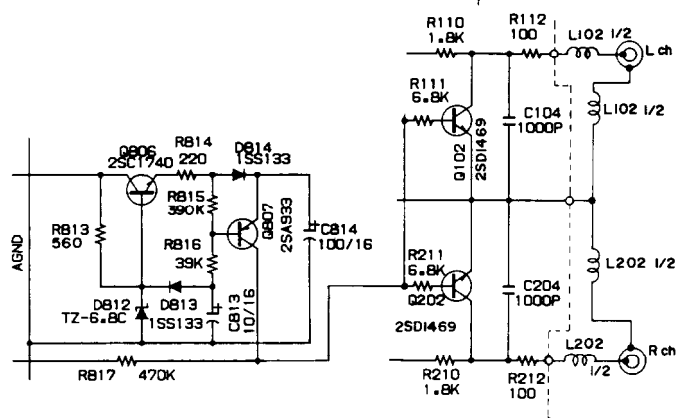 R110
1.8K
R112
100
L102 1/2
L ch
R111
6.8K
Q102
2SD1469
C104
1000P
L102 1/2
Q806
2SC1740
R814
220
D814
1SS133
R813
560
R815
390K
Q807
2SA933
C814
100/16
AGND
R816
39K
D812
TZ-6.8C
D813
1SS133
C813
10/16
R211
6.8K
Q202
2SD1469
C204
1000P
L202 1/2
R817
470K
R210
1.8K
R212
100
L202
1/2
R ch